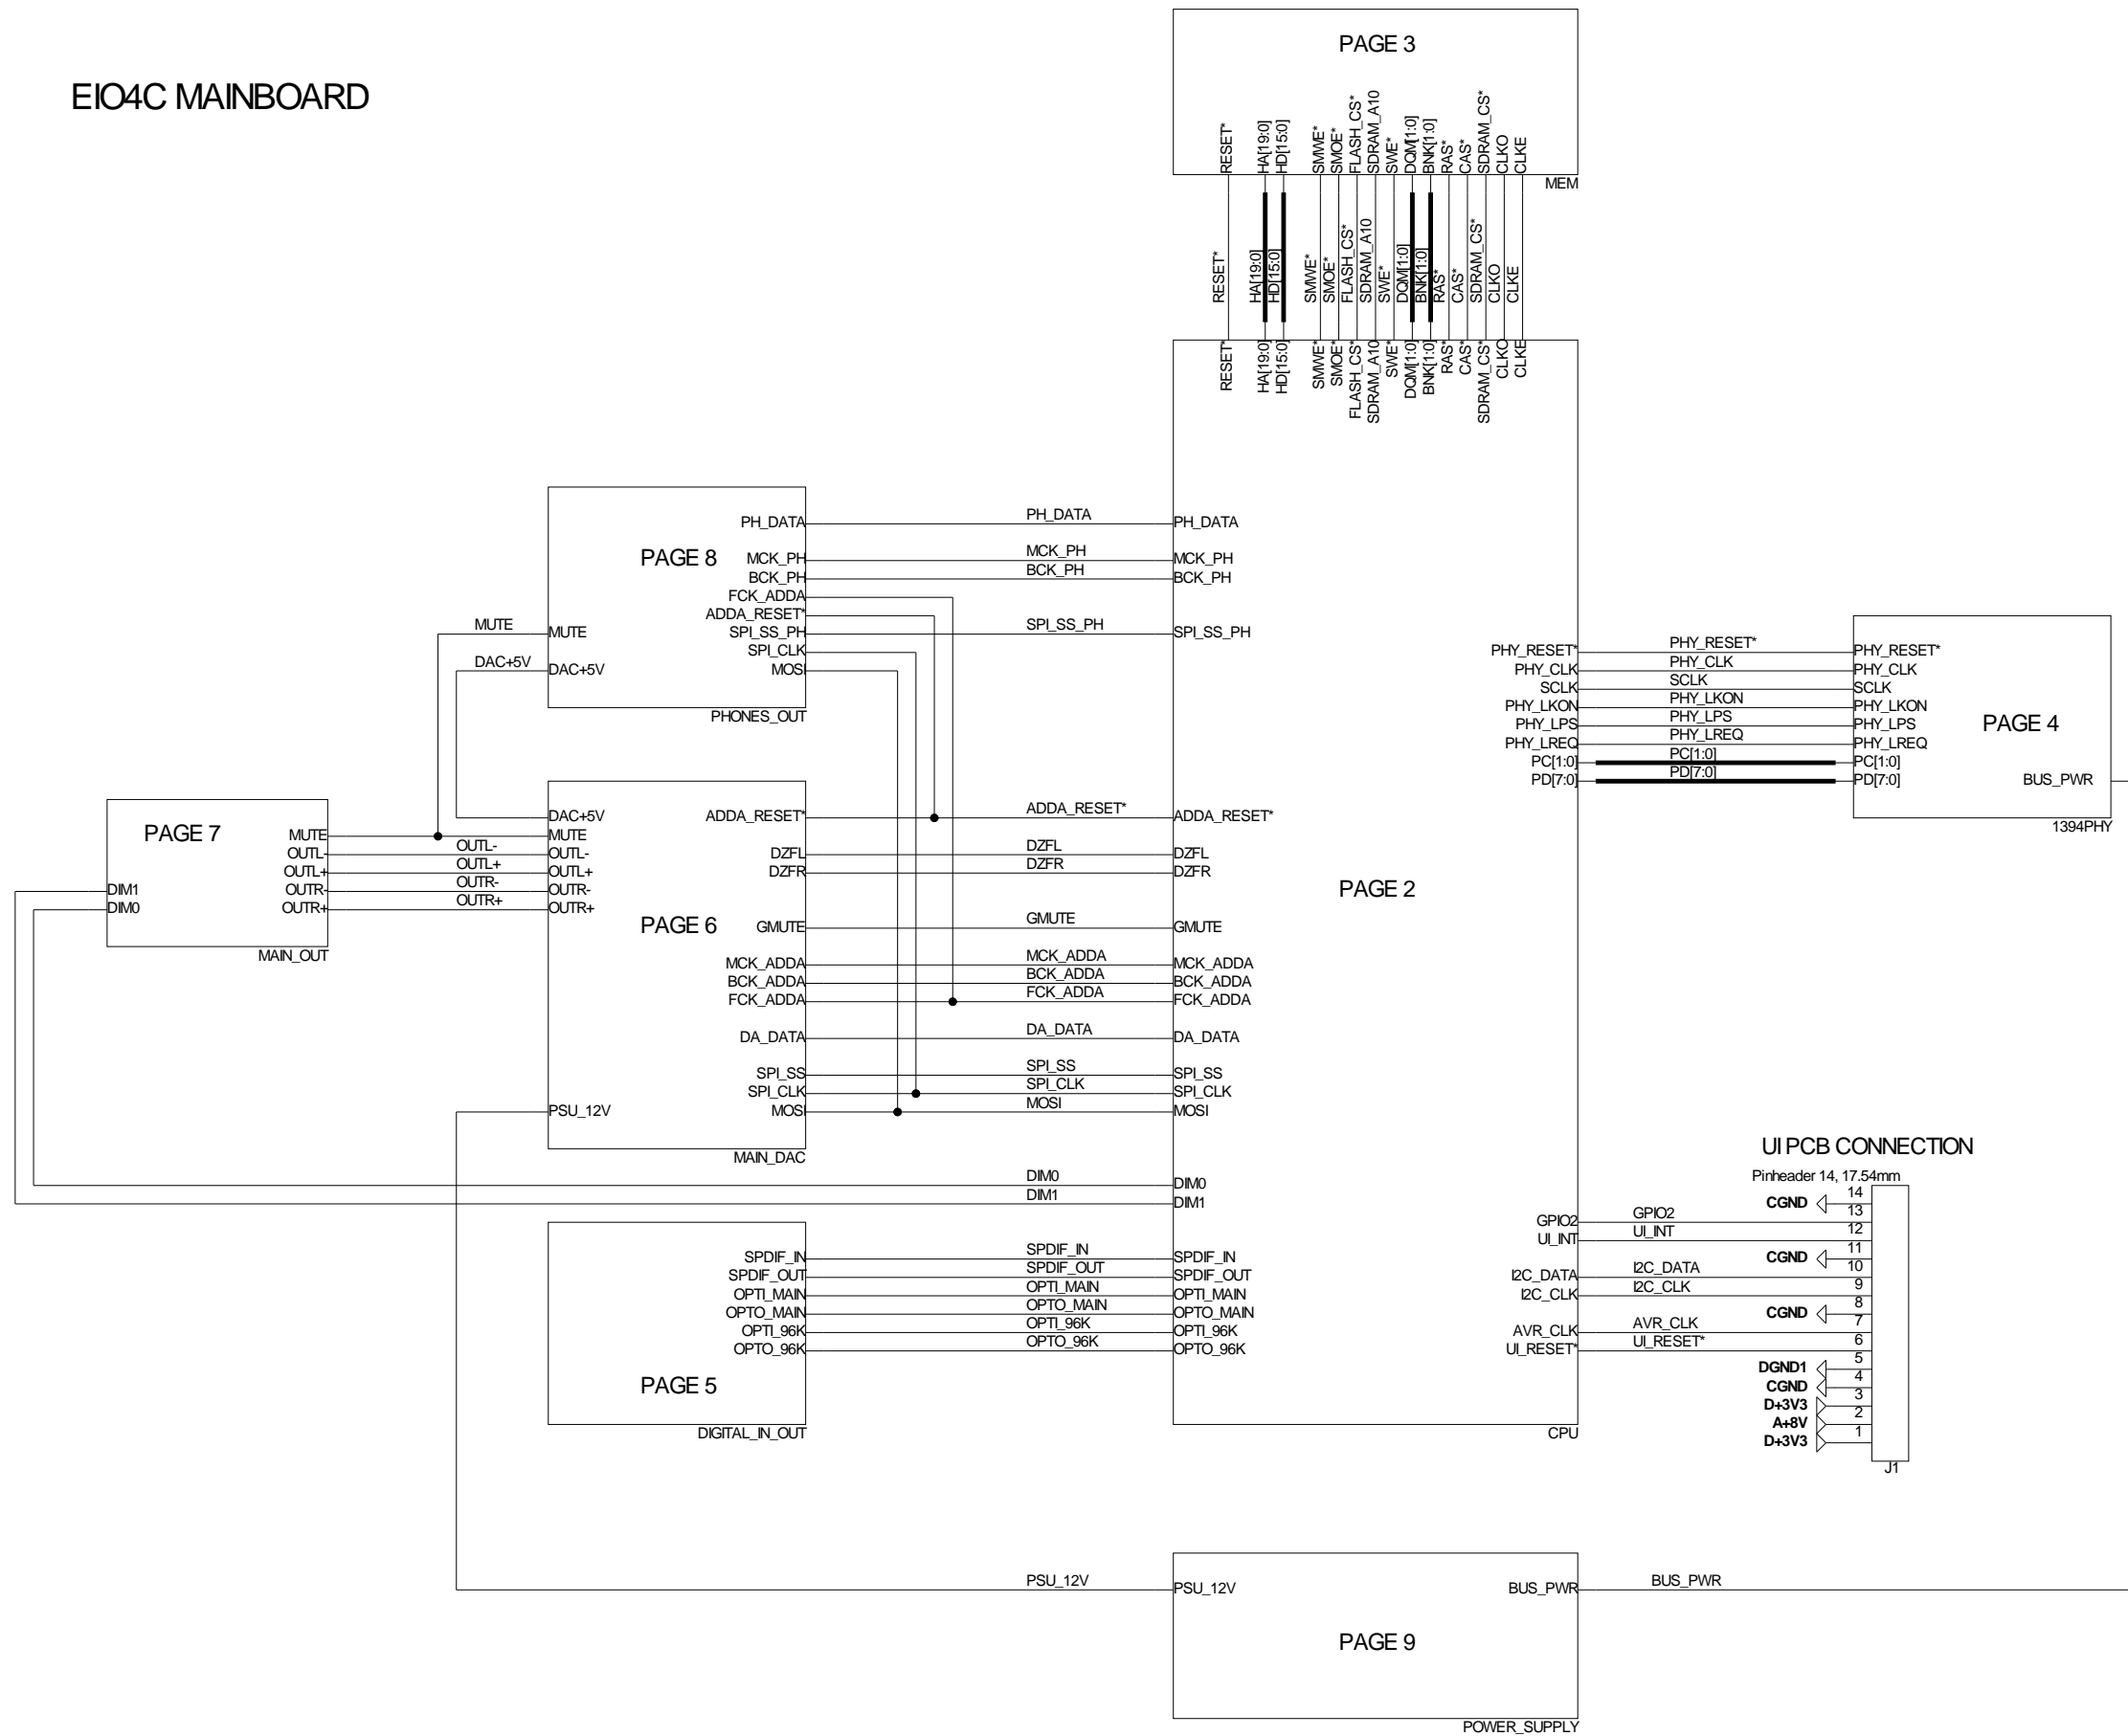 EIO4C MAINBOARD
PAGE 3
RESET*
HA[19:0]
HD[15:0]
SMWE*
SMOE*
FLASH_CS*
SDRAM_A10
SWE*
DQM[1:0]
BNK[1:0]
RAS*
CAS*
SDRAM_CS*
CLKO
CLKE
MEM
RESET*
HA[19:0]
HD[15:0]
SMWE*
SMOE*
FLASH_CS*
SDRAM_A10
SWE*
DQM[1:0]
BNK[1:0]
RAS*
CAS*
SDRAM_CS*
CLKO
CLKE
RESET*
HA[19:0]
HD[15:0]
SMWE*
SMOE*
FLASH_CS*
SDRAM_A10
SWE*
DQM[1:0]
BNK[1:0]
RAS*
CAS*
SDRAM_CS*
CLKO
CLKE
PAGE 8
PH_DATA
MCK_PH
BCK_PH
FCK_ADDA
ADDA_RESET*
SPI_SS_PH
SPI_CLK
MOSI
MUTE
DAC+5V
MUTE
DAC+5V
PHONES_OUT
PH_DATA
MCK_PH
BCK_PH
SPI_SS_PH
PH_DATA
MCK_PH
BCK_PH
SPI_SS_PH
PHY_RESET*
PHY_CLK
SCLK
PHY_LKON
PHY_LPS
PHY_LREQ
PC[1:0]
PD[7:0]
PHY_RESET*
PHY_CLK
SCLK
PHY_LKON
PHY_LPS
PHY_LREQ
PC[1:0]
PD[7:0]
PHY_RESET*
PHY_CLK
SCLK
PHY_LKON
PHY_LPS
PHY_LREQ
PC[1:0]
PD[7:0]
PAGE 4
BUS_PWR
1394PHY
PAGE 7
MUTE
OUTL-
OUTL+
OUTR-
OUTR+
DIM1
DIM0
MAIN_OUT
OUTL-
OUTL+
OUTR-
OUTR+
DAC+5V
MUTE
OUTL-
OUTL+
OUTR-
OUTR+
PAGE 6
PSU_12V
ADDA_RESET*
DZFL
DZFR
GMUTE
MCK_ADDA
BCK_ADDA
FCK_ADDA
DA_DATA
SPI_SS
SPI_CLK
MOSI
MAIN_DAC
ADDA_RESET*
DZFL
DZFR
GMUTE
MCK_ADDA
BCK_ADDA
FCK_ADDA
DA_DATA
SPI_SS
SPI_CLK
MOSI
DIM0
DIM1
ADDA_RESET*
DZFL
DZFR
GMUTE
MCK_ADDA
BCK_ADDA
FCK_ADDA
DA_DATA
SPI_SS
SPI_CLK
MOSI
DIM0
DIM1
PAGE 2
SPDIF_IN
SPDIF_OUT
OPTI_MAIN
OPTO_MAIN
OPTI_96K
OPTO_96K
PAGE 5
DIGITAL_IN_OUT
SPDIF_IN
SPDIF_OUT
OPTI_MAIN
OPTO_MAIN
OPTI_96K
OPTO_96K
SPDIF_IN
SPDIF_OUT
OPTI_MAIN
OPTO_MAIN
OPTI_96K
OPTO_96K
GPIO2
UI_INT
I2C_DATA
I2C_CLK
AVR_CLK
UI_RESET*
CPU
GPIO2
UI_INT
I2C_DATA
I2C_CLK
AVR_CLK
UI_RESET*
UI PCB CONNECTION
Pinheader 14, 17.54mm
CGND
CGND
CGND
DGND1
CGND
D+3V3
A+8V
D+3V3
14
13
12
11
10
9
8
7
6
5
4
3
2
1
J1
PSU_12V
PSU_12V
BUS_PWR
BUS_PWR
PAGE 9
POWER_SUPPLY